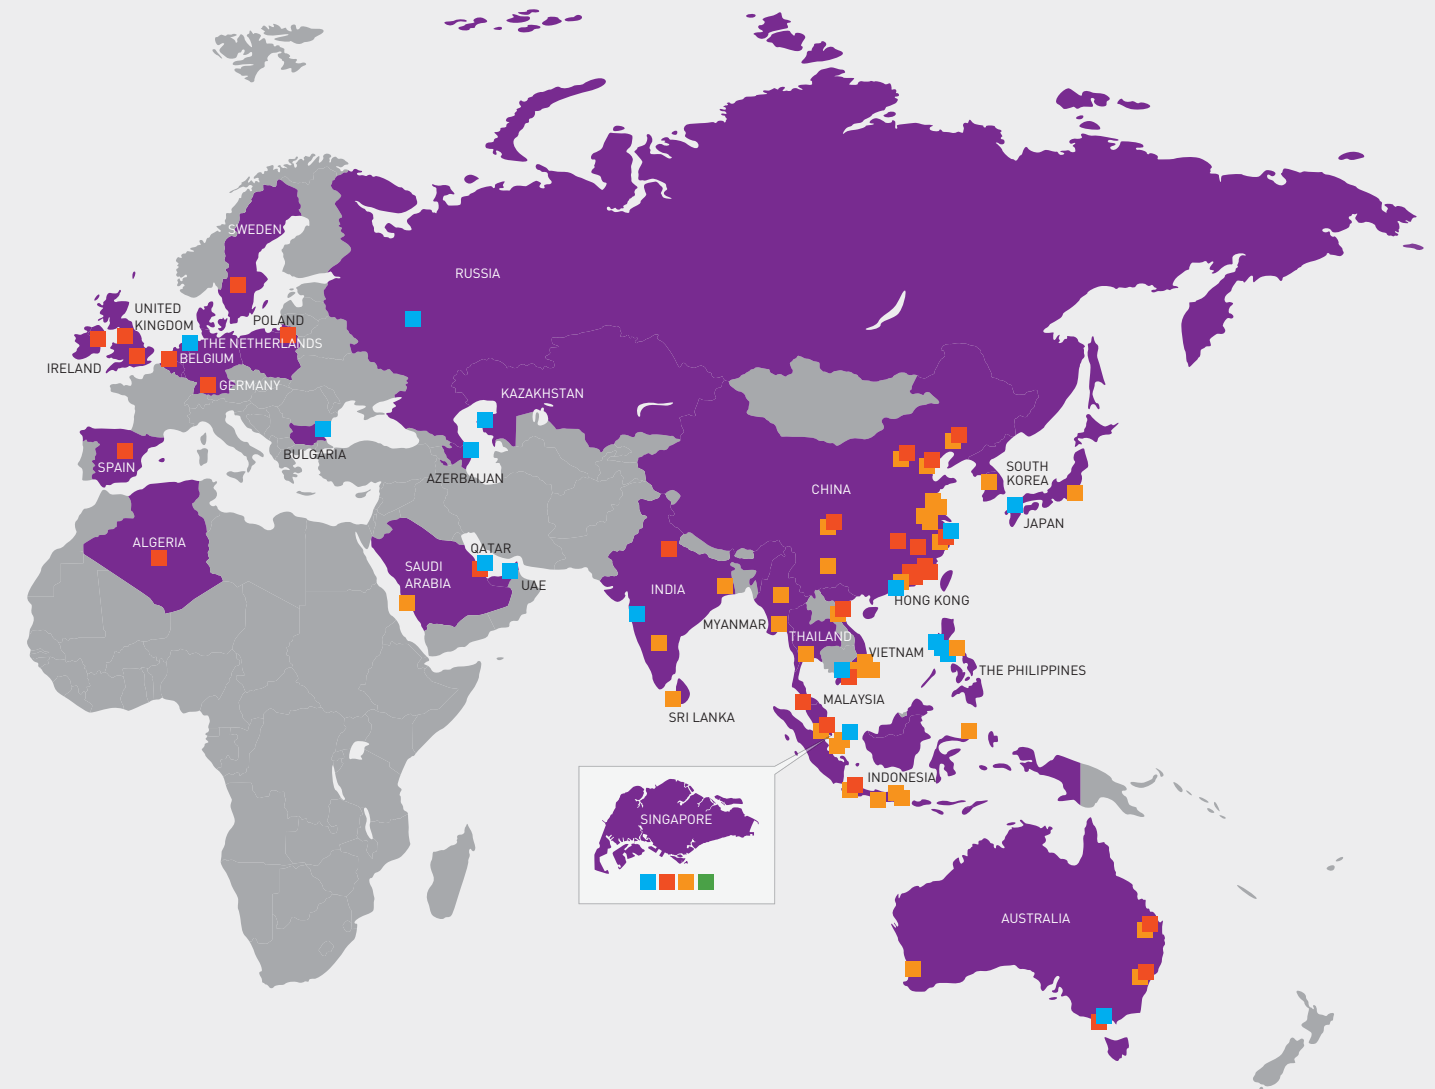 SWEDEN
RUSSIA
UNITED
KINGDOM
POLAND
THE NETHERLANDS
BELGIUM
IRELAND
GERMANY
KAZAKHSTAN
BULGARIA
SPAIN
AZERBAIJAN
CHINA
SOUTH
KOREA
JAPAN
ALGERIA
QATAR
SAUDI
ARABIA
UAE
INDIA
HONG KONG
MYANMAR
THAILAND
VIETNAM
THE PHILIPPINES
MALAYSIA
SRI LANKA
INDONESIA
SINGAPORE
AUSTRALIA